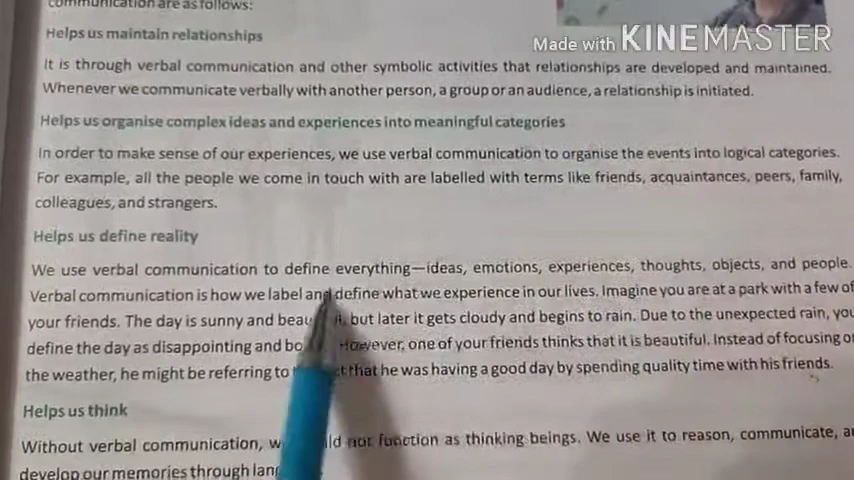 communication are as follows:
Made with KINEMASTER
Helps us maintain relationships
It is through verbal communication and other symbolic activities that relationships are developed and maintained.
Whenever we communicate verbally with another person, a group or an audience, a relationship is initiated.
Helps us organise complex ideas and experiences into meaningful categories
In order to make sense of our experiences, we use verbal communication to organise the events into logical categories.
For example, all the people we come in touch with are labelled with terms like friends, acquaintances, peers, family,
colleagues, and strangers.
Helps us define reality
We use verbal communication to define everything—ideas, emotions, experiences, thoughts, objects, and people.
Verbal communication is how we label and define what we experience in our lives. Imagine you are at a park with a few of
your friends. The day is sunny and but later it gets cloudy and begins to rain. Due to the unexpected rain, you
define the day as disappointing and However, one of your friends thinks that it is beautiful. Instead of focusing on
the weather, he might be referring to that he was having a good day by spending quality time with his friends.
Helps us think
Without verbal communication, not function as thinking beings. We use it to reason, communicate,
develop our memories through